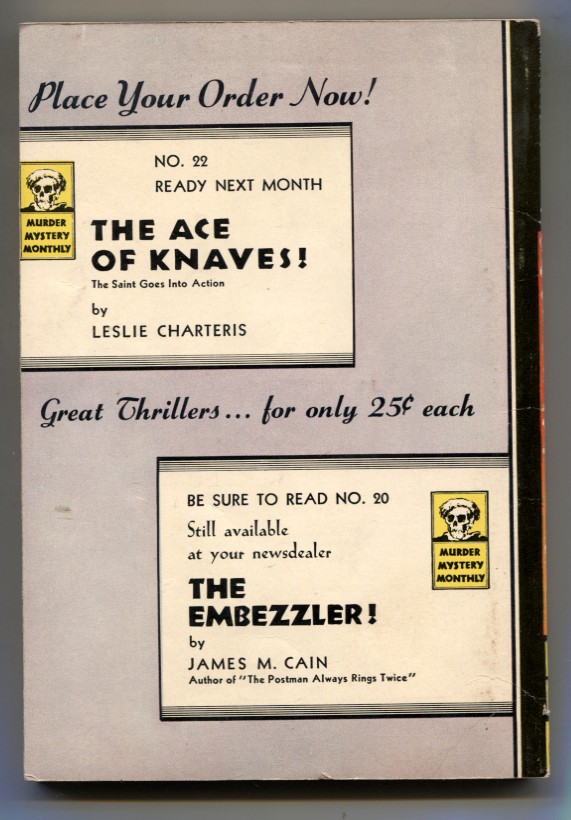 Place Your Order Now!
NO. 22
READY NEXT MONTH
MURDER
MYSTERY
MONTHLY
THE ACE
OF KNAVES!
The Saint Goes Into Action
by
LESLIE CHARTERIS
Great Thrillers... for only 25¢ each
BE SURE TO READ NO. 20
Still available
at your newsdealer
MURDER
MYSTERY
MONTHLY
THE
EMBEZZLER!
by
JAMES M. CAIN
Author of "The Postman Always Rings Twice"